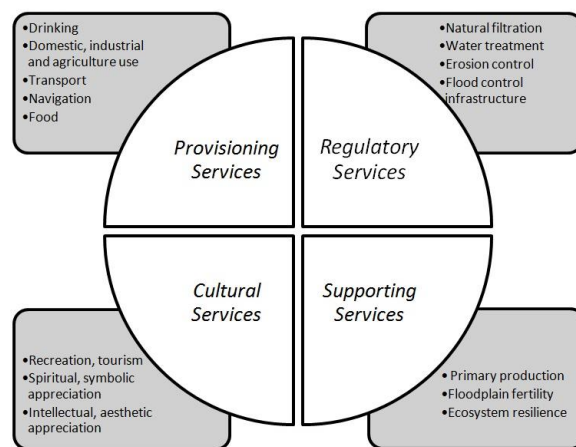 •Drinking
•Domestic, industrial
and agriculture use
•Transport
•Navigation
•Food
•Natural filtration
•Water treatment
•Erosion control
•Flood control
infrastructure
Provisioning
Services
Regulatory
Services
Cultural
Services
Supporting
Services
•Recreation, tourism
•Spiritual, symbolic
appreciation
•Intellectual, aesthetic
appreciation
• Primary production
•Floodplain fertility
•Ecosystem resilience